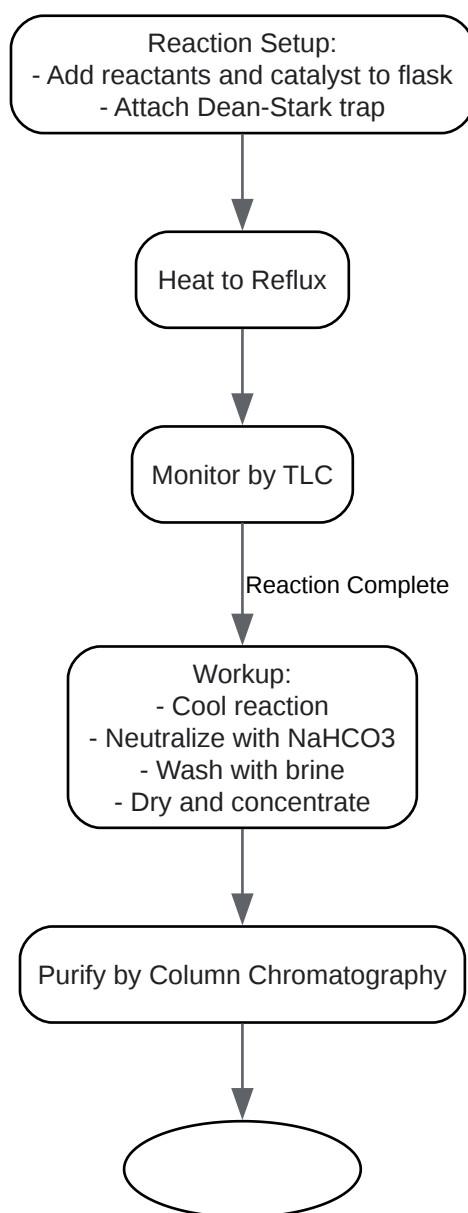 Reaction Setup:
- Add reactants and catalyst to flask
- Attach Dean-Stark trap
Heat to Reflux
Monitor by TLC
Reaction Complete
Workup:
- Cool reaction
- Neutralize with NaHCO3
- Wash with brine
- Dry and concentrate
Purify by Column Chromatography